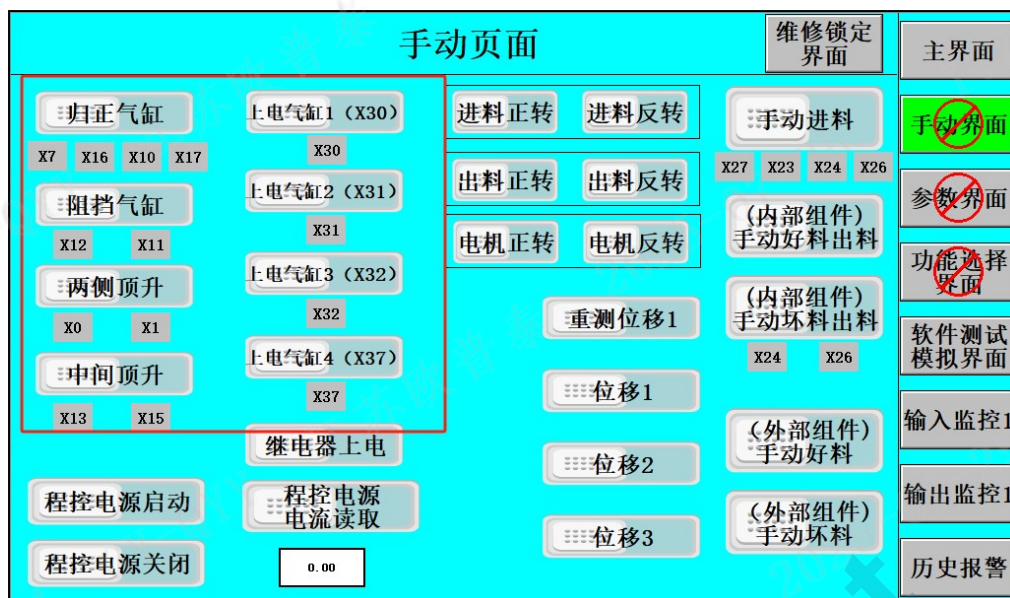 手动页面
维修锁定
界面
主界面
归正气缸
上电气缸1（X30）
进料正转
进料反转
手动进料
手动界面
X7
X16
X10
X17
X30
X27
X23
X24
X26
阻挡气缸
上电气缸2（X31）
出料正转
出料反转
(内部组件)
手动好料出料
参数界面
X12
X11
X31
电机正转
电机反转
两侧顶升
上电气缸3（X32）
(内部组件)
手动坏料出料
功能选择
界面
X0
X1
X32
重测位移1
软件测试
模拟界面
中间顶升
上电气缸4（X37）
X24
X26
X13
X15
X37
位移1
输入监控1
继电器上电
(外部组件)
手动好料
位移2
程控电源启动
程控电源
电流读取
(外部组件)
手动坏料
输出监控1
位移3
程控电源关闭
0.00
历史报警